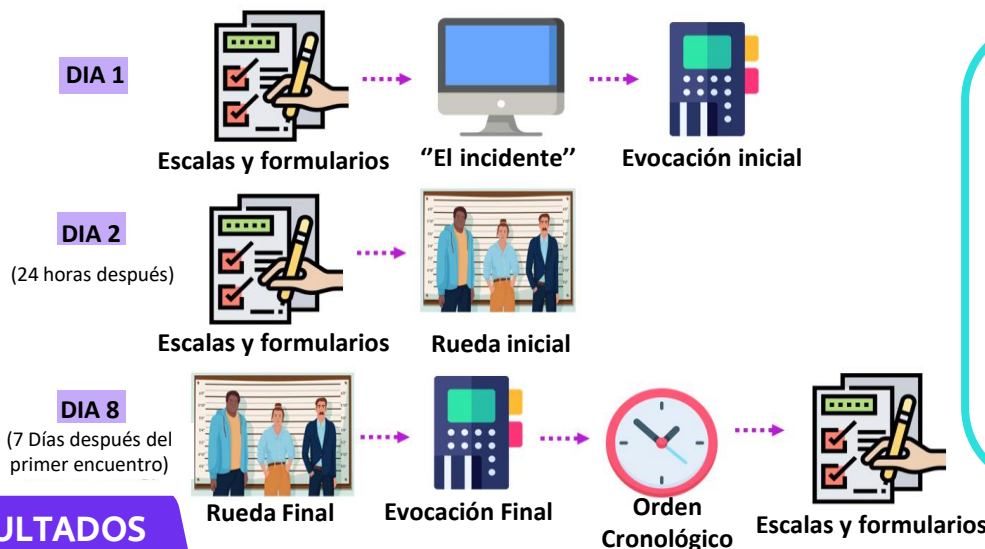 DIA 1
Escalas y formularios
"El incidente"
Evocación inicial
DIA 2
(24 horas después)
Escalas y formularios
Rueda inicial
DIA 8
(7 Días después del
primer encuentro)
Rueda Final
Evocación Final
Orden
Cronológico
Escalas y formularios
ULTADOS